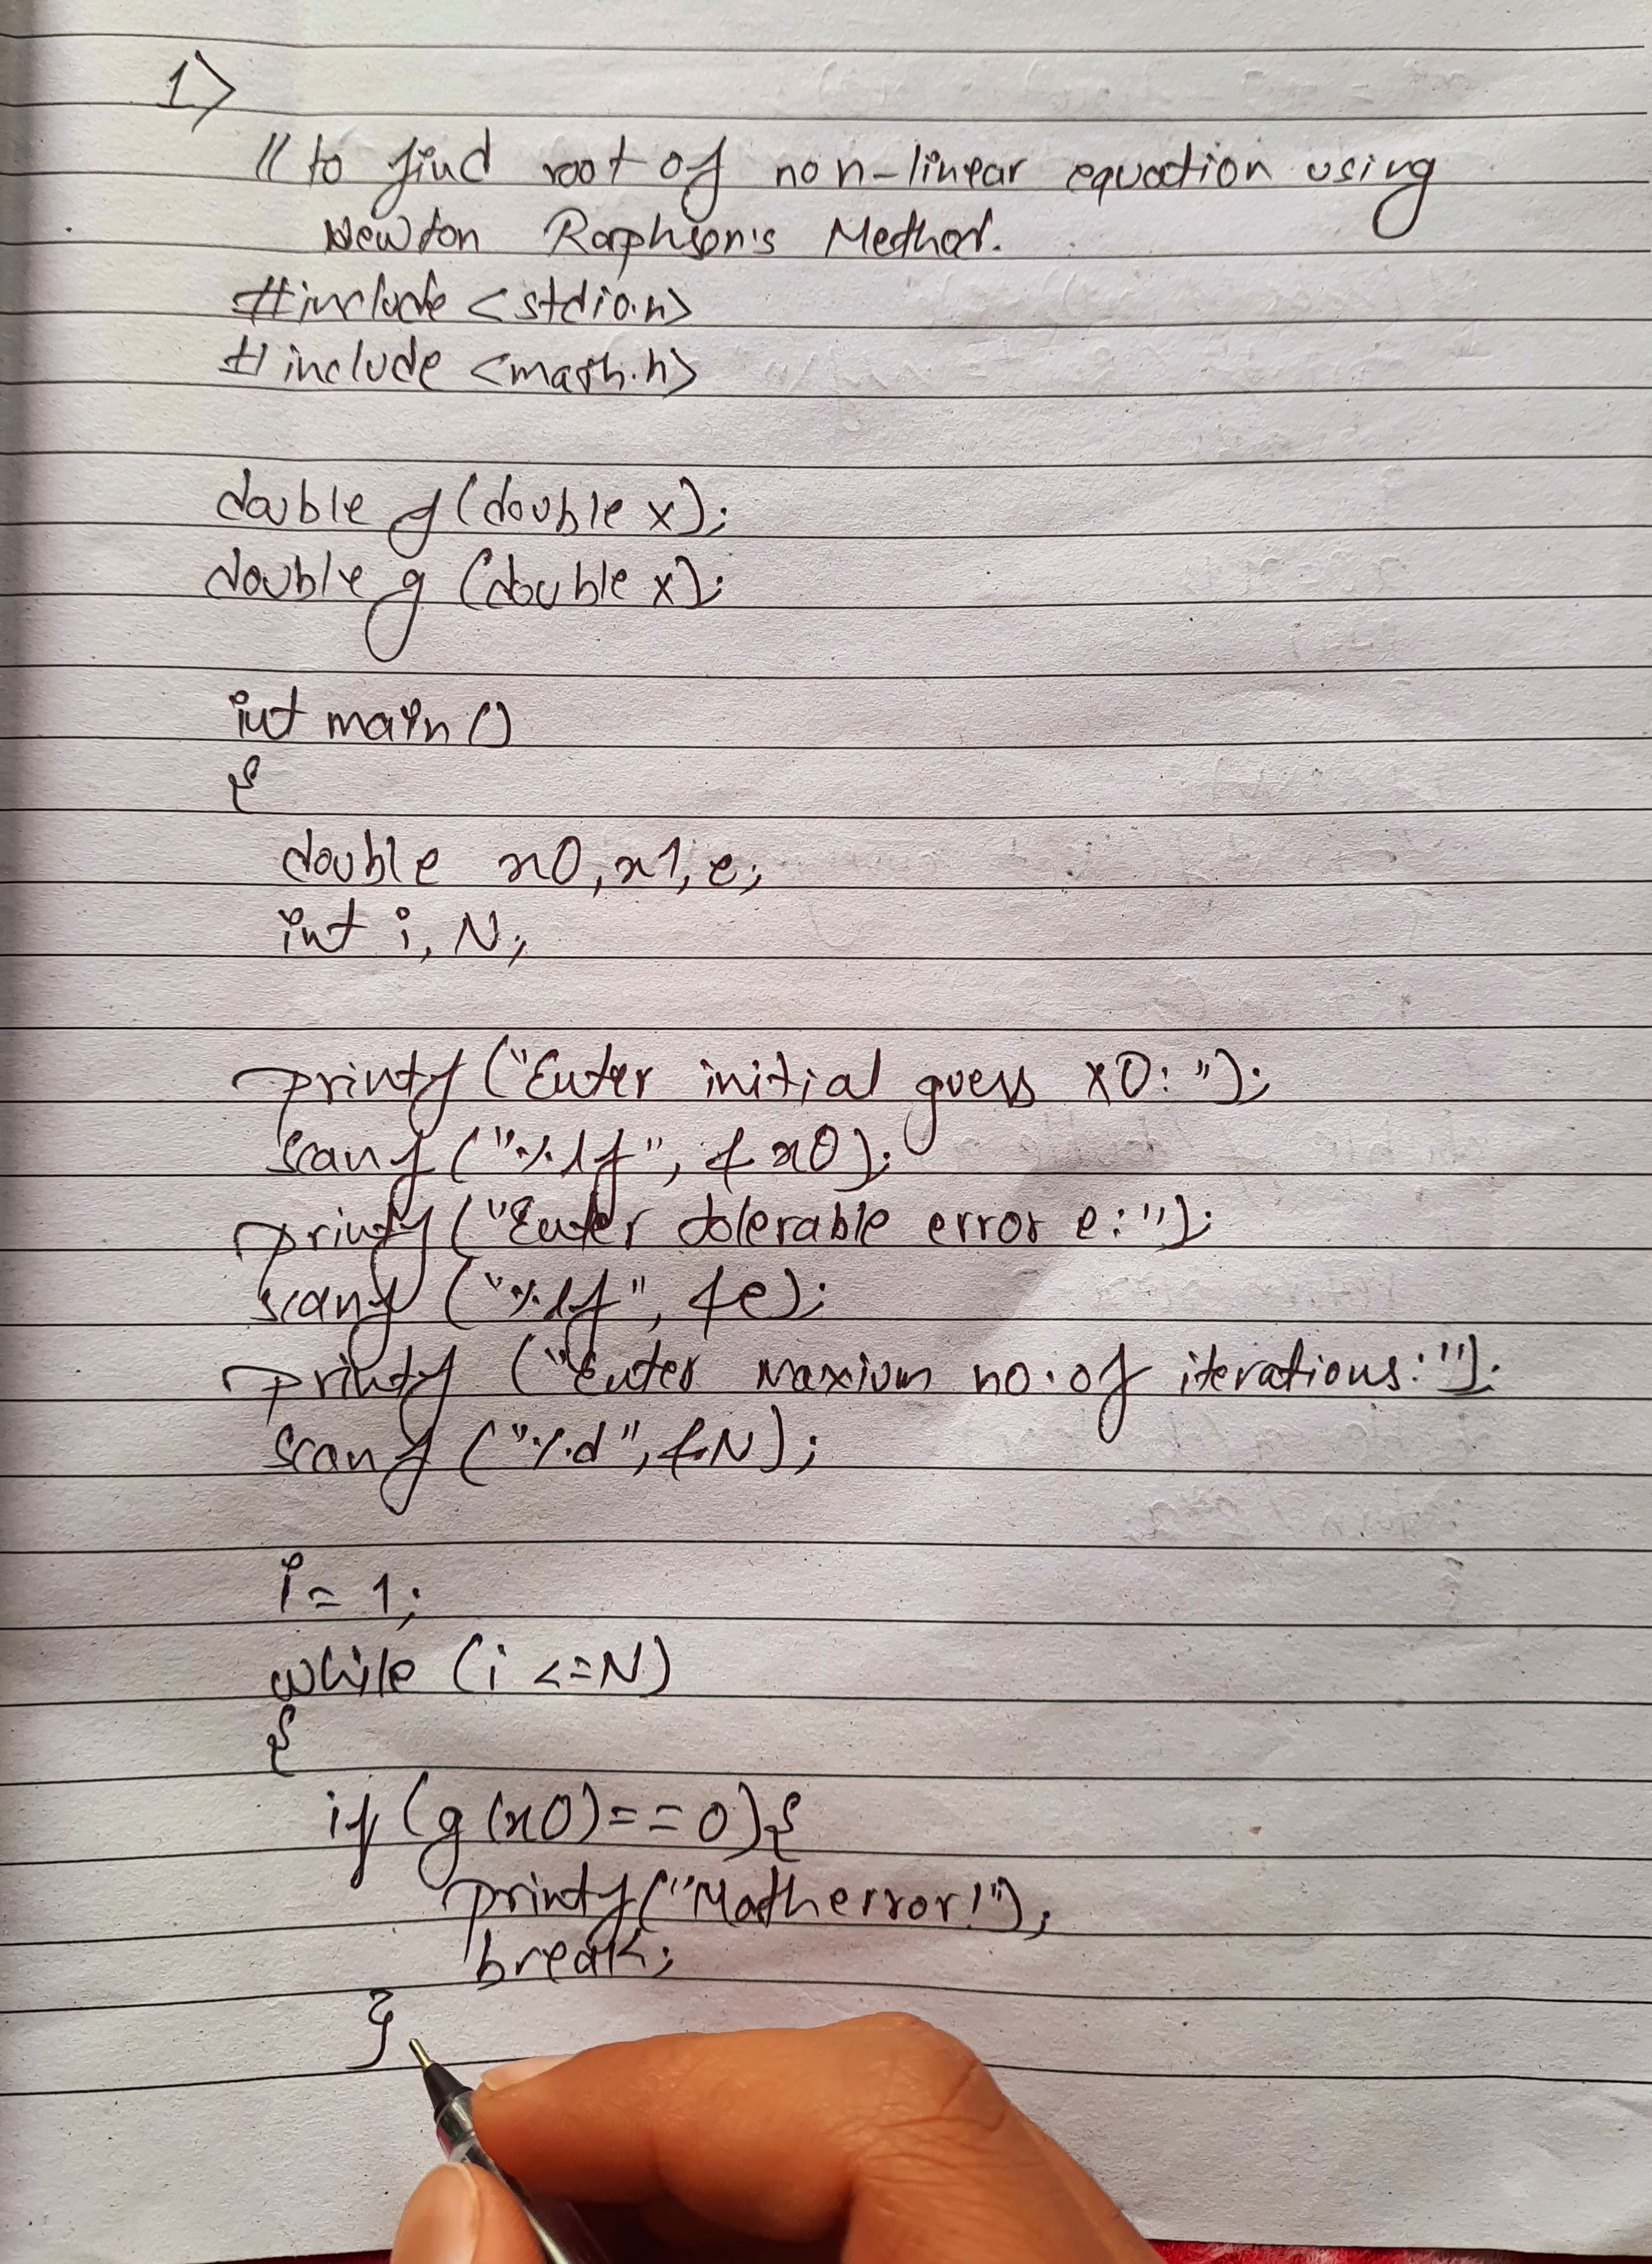 1>
// to find root of non-linear equation using
Newton Raphson's Method.
#include <stdio.h>
#include <math.h>
double f(double x);
double g (double x);
int main ()
{
double x0, x1, e;
int i, N;
printf ("Enter initial guess x0: ");
scanf ("%lf", &x0);
printf ("Enter tolerable error e:");
scanf ("%lf", &e);
printf ("Enter Maxium no. of iterations:");
scanf ("%d", &N);
i = 1;
while (i <=N)
{
if (g(x0)==0){
printf("Math error!");
break;
}